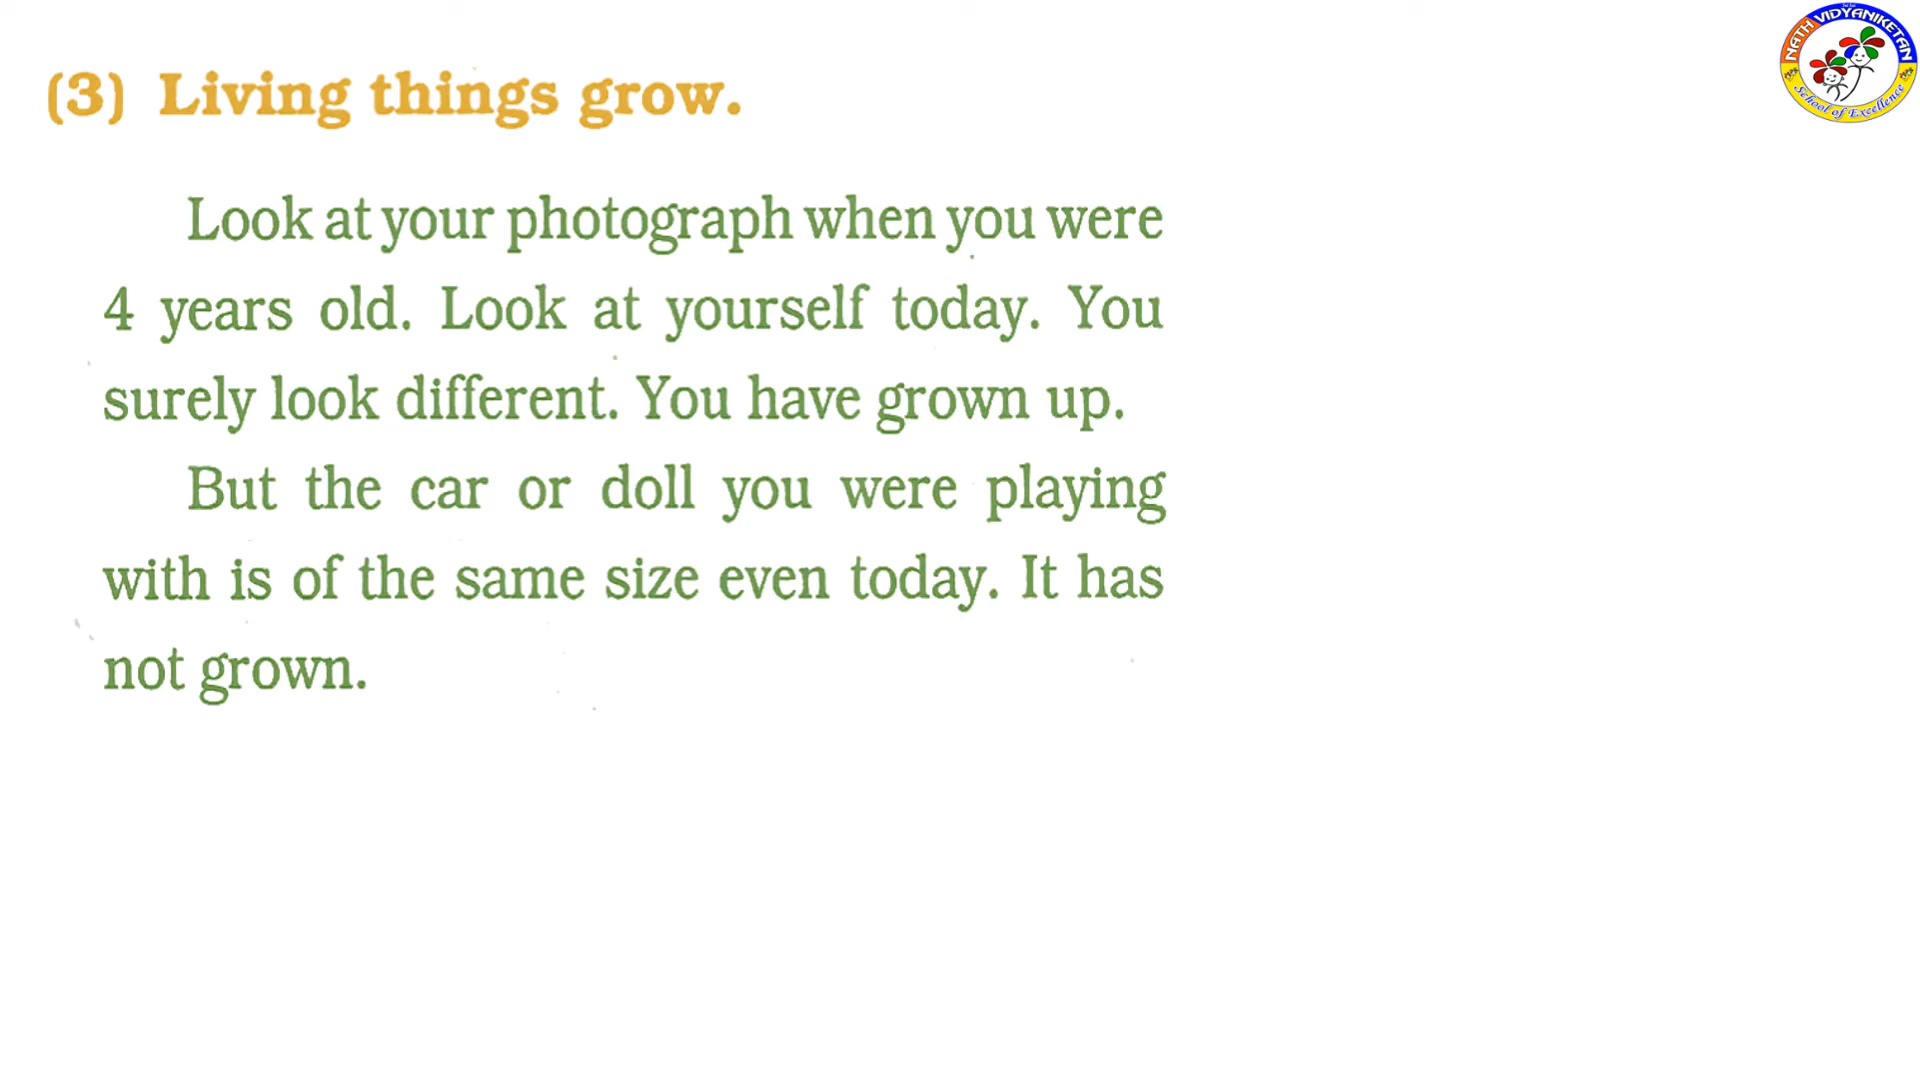 (3) Living things grow.
Look at your photograph when you were
4 years old. Look at yourself today. You
surely look different. You have grown up.
But the car or doll you were playing
with is of the same size even today. It has
not grown.
NATH VIDYANIKETAN
School of Excellence